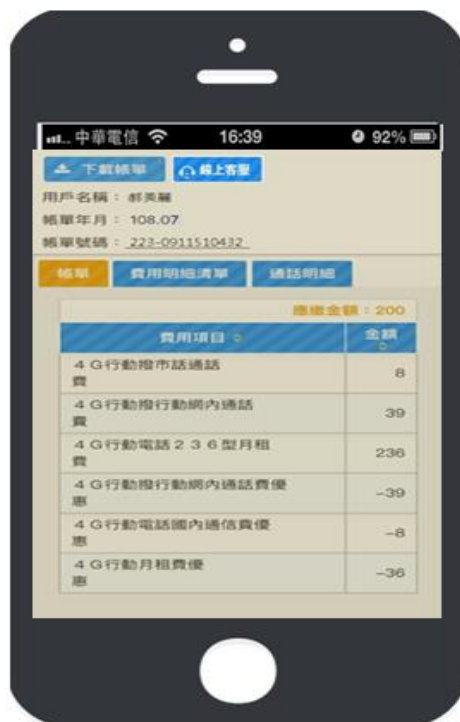 中華電信 16:39 92%
下載帳單 線上客服
用戶名稱：郝美麗
帳單年月：108.07
帳單號碼：223-0911510432
帳單 費用明細清單 通話明細
應繳金額：200
費用項目 金額
4G行動撥市話通話
費 8
4G行動撥行動網內通話
費 39
4G行動電話236型月租
費 236
4G行動撥行動網內通話費優
惠 -39
4G行動電話國內通信費優
惠 -8
4G行動月租費優
惠 -36